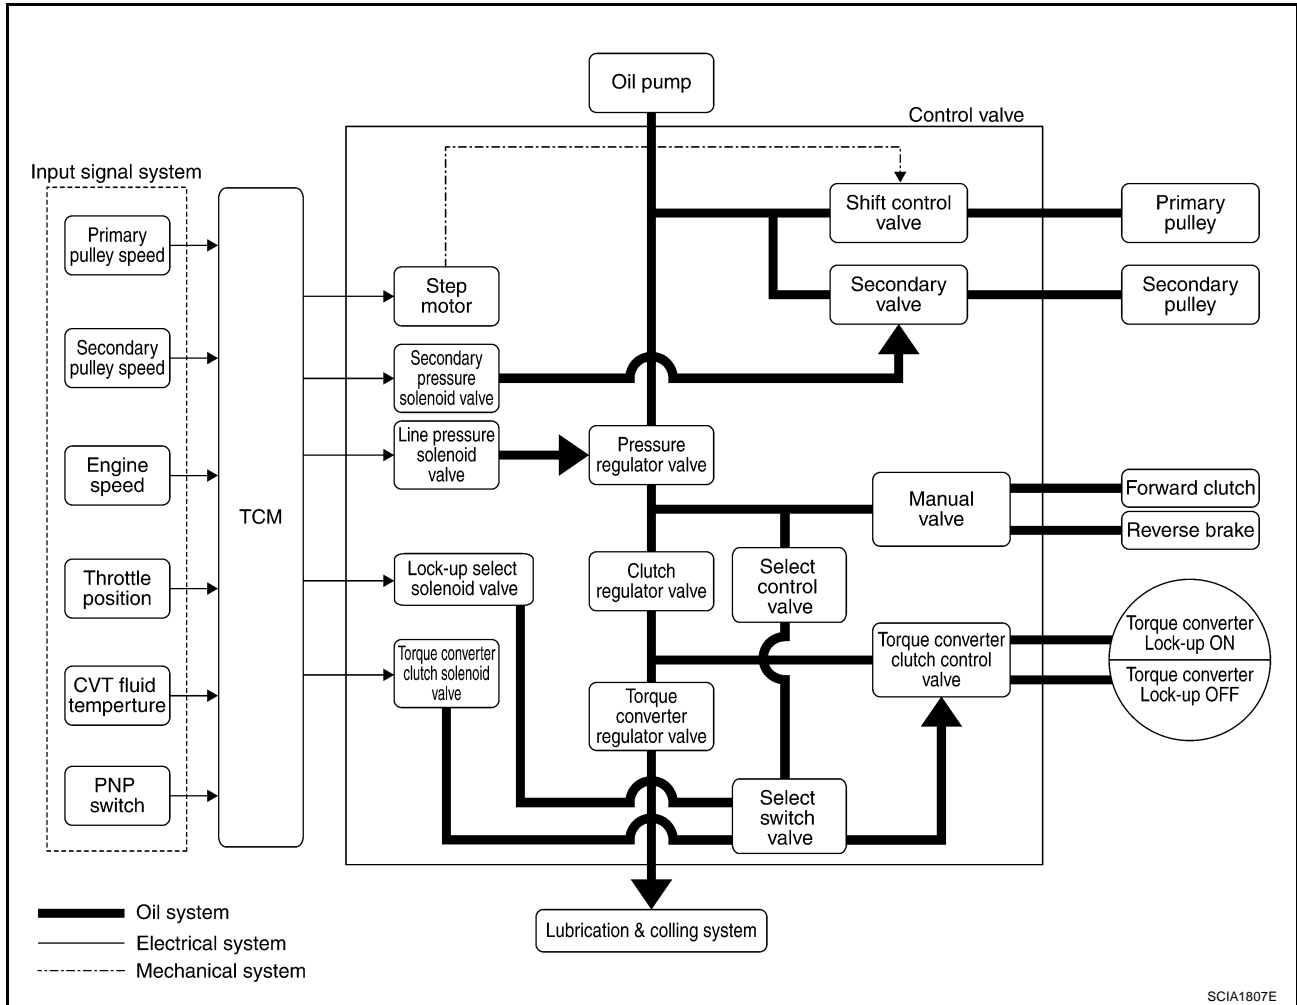 Oil pump
Control valve
Input signal system
Primary
pulley speed
Secondary
pulley speed
Engine
speed
Throttle
position
CVT fluid
temperture
PNP
switch
TCM
Step
motor
Secondary
pressure
solenoid valve
Line pressure
solenoid
valve
Lock-up select
solenoid valve
Torque converter
clutch solenoid
valve
Pressure
regulator valve
Clutch
regulator valve
Torque
converter
regulator valve
Shift control
valve
Secondary
valve
Manual
valve
Select
control
valve
Torque converter
clutch control
valve
Select
switch
valve
Primary
pulley
Secondary
pulley
Forward clutch
Reverse brake
Torque converter
Lock-up ON
Torque converter
Lock-up OFF
Lubrication & colling system
Oil system
Electrical system
Mechanical system
SCIA1807E